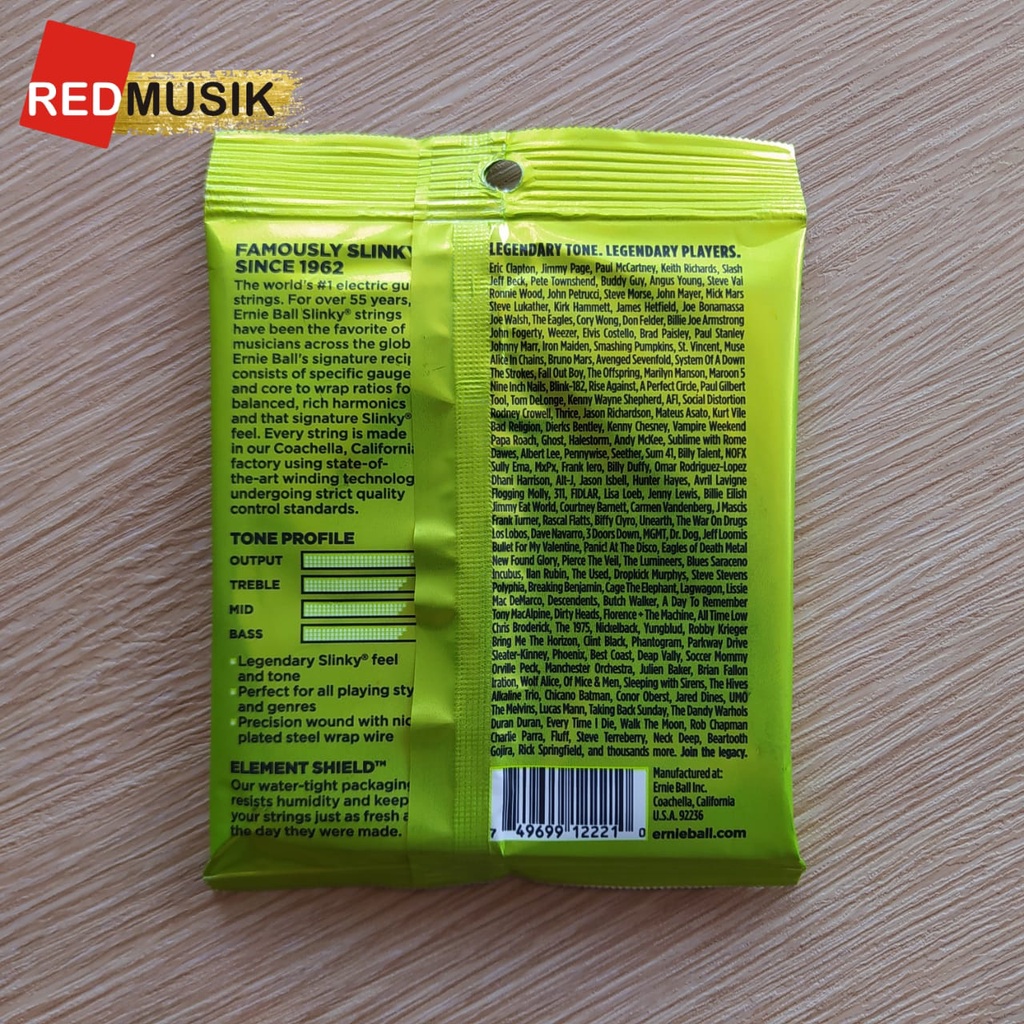 REDMUSIK
FAMOUSLY SLINKY
SINCE 1962
The world's #1 electric gu
strings. For over 55 years,
Ernie Ball Slinky® strings
have been the favorite of
musicians across the glob
Ernie Ball's signature recip
consists of specific gauge
and core to wrap ratios fo
balanced, rich harmonics
and that signature Slinky®
feel. Every string is made
in our Coachella, California
factory using state-of-
the-art winding technolog
undergoing strict quality
control standards.
TONE PROFILE
OUTPUT
TREBLE
MID
BASS
Legendary Slinky® feel
and tone
Perfect for all playing sty
and genres
Precision wound with nic
plated steel wrap wire
ELEMENT SHIELD™
Our water-tight packaging
resists humidity and keep
your strings just as fresh a
the day they were made.
LEGENDARY TONE. LEGENDARY PLAYERS.
Eric Clapton, Jimmy Page, Paul McCartney, Keith Richards, Slash
Jeff Beck, Pete Townshend, Buddy Guy, Angus Young, Steve Vai
Ronnie Wood, John Petrucci, Steve Morse, John Mayer, Mick Mars
Steve Lukather, Kirk Hammett, James Hetfield, Joe Bonamassa
Joe Walsh, The Eagles, Cory Wong, Don Felder, Billie Joe Armstrong
John Fogerty, Weezer, Elvis Costello, Brad Paisley, Paul Stanley
Johnny Marr, Iron Maiden, Smashing Pumpkins, St. Vincent, Muse
Alice In Chains, Bruno Mars, Avenged Sevenfold, System Of A Down
The Strokes, Fall Out Boy, The Offspring, Marilyn Manson, Maroon 5
Nine Inch Nails, Blink-182, Rise Against, A Perfect Circle, Paul Gilbert
Tool, Tom DeLonge, Kenny Wayne Shepherd, AFI, Social Distortion
Rodney Crowell, Thrice, Jason Richardson, Mateus Asato, Kurt Vile
Bad Religion, Dierks Bentley, Kenny Chesney, Vampire Weekend
Papa Roach, Ghost, Halestorm, Andy McKee, Sublime with Rome
Dawes, Albert Lee, Pennywise, Seether, Sum 41, Billy Talent, NOFX
Sully Erna, MxPx, Frank Iero, Billy Duffy, Omar Rodriguez-Lopez
Dhani Harrison, Alt-J, Jason Isbell, Hunter Hayes, Avril Lavigne
Flogging Molly, 311, FIDLAR, Lisa Loeb, Jenny Lewis, Billie Eilish
Jimmy Eat World, Courtney Barnett, Carmen Vandenberg, J Mascis
Frank Turner, Rascal Flatts, Biffy Clyro, Unearth, The War On Drugs
Los Lobos, Dave Navarro, 3 Doors Down, MGMT, Dr. Dog, Jeff Loomis
Bullet For My Valentine, Panic! At The Disco, Eagles of Death Metal
New Found Glory, Pierce The Veil, The Lumineers, Blues Saraceno
Incubus, Ilan Rubin, The Used, Dropkick Murphys, Steve Stevens
Polyphia, Breaking Benjamin, Cage The Elephant, Lagwagon, Lissie
Mac DeMarco, Descendents, Butch Walker, A Day To Remember
Tony MacAlpine, Dirty Heads, Florence + The Machine, All Time Low
Chris Broderick, The 1975, Nickelback, Yungblud, Robby Krieger
Bring Me The Horizon, Clint Black, Phantogram, Parkway Drive
Sleater-Kinney, Phoenix, Best Coast, Deap Vally, Soccer Mommy
Orville Peck, Manchester Orchestra, Julien Baker, Brian Fallon
Iration, Wolf Alice, Of Mice & Men, Sleeping with Sirens, The Hives
Alkaline Trio, Chicano Batman, Conor Oberst, Jared Dines, UMO
The Melvins, Lucas Mann, Taking Back Sunday, The Dandy Warhols
Duran Duran, Every Time I Die, Walk The Moon, Rob Chapman
Charlie Parra, Fluff, Steve Terreberry, Neck Deep, Beartooth
Gojira, Rick Springfield, and thousands more. Join the legacy.
7 49699 12221 0
Manufactured at:
Ernie Ball Inc.
Coachella, California
U.S.A. 92236
ernieball.com